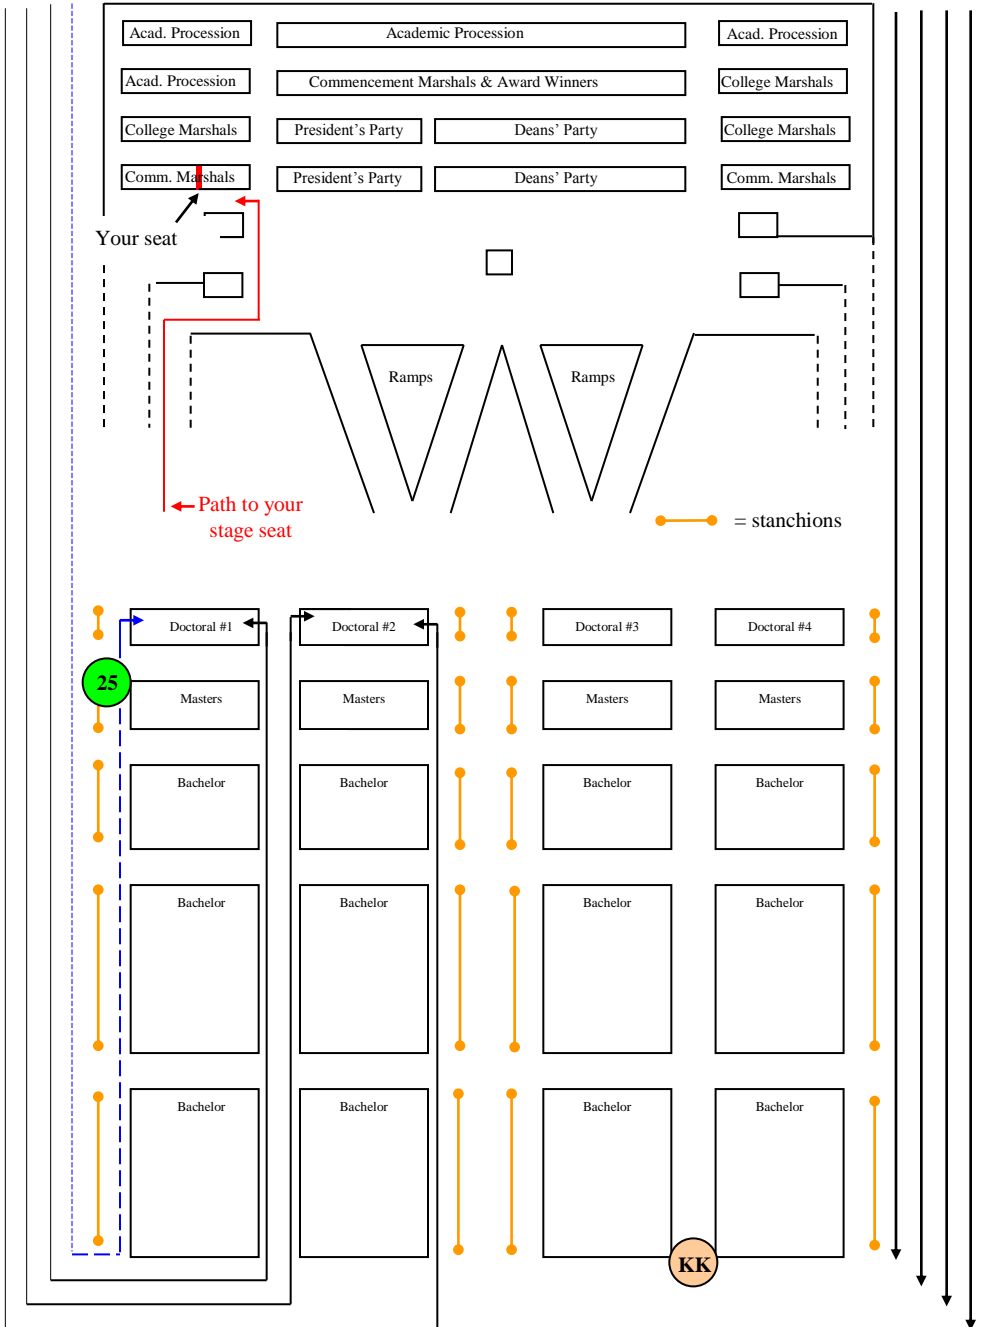 Acad. Procession
Academic Procession
Acad. Procession
Acad. Procession
Commencement Marshals & Award Winners
College Marshals
College Marshals
President's Party
Deans' Party
College Marshals
Comm. Marshals
President's Party
Deans' Party
Comm. Marshals
Your seat
Ramps
Ramps
Path to your
stage seat
= stanchions
Doctoral #1
Doctoral #2
Doctoral #3
Doctoral #4
25
Masters
Masters
Masters
Masters
Bachelor
Bachelor
Bachelor
Bachelor
Bachelor
Bachelor
Bachelor
Bachelor
Bachelor
Bachelor
Bachelor
Bachelor
KK